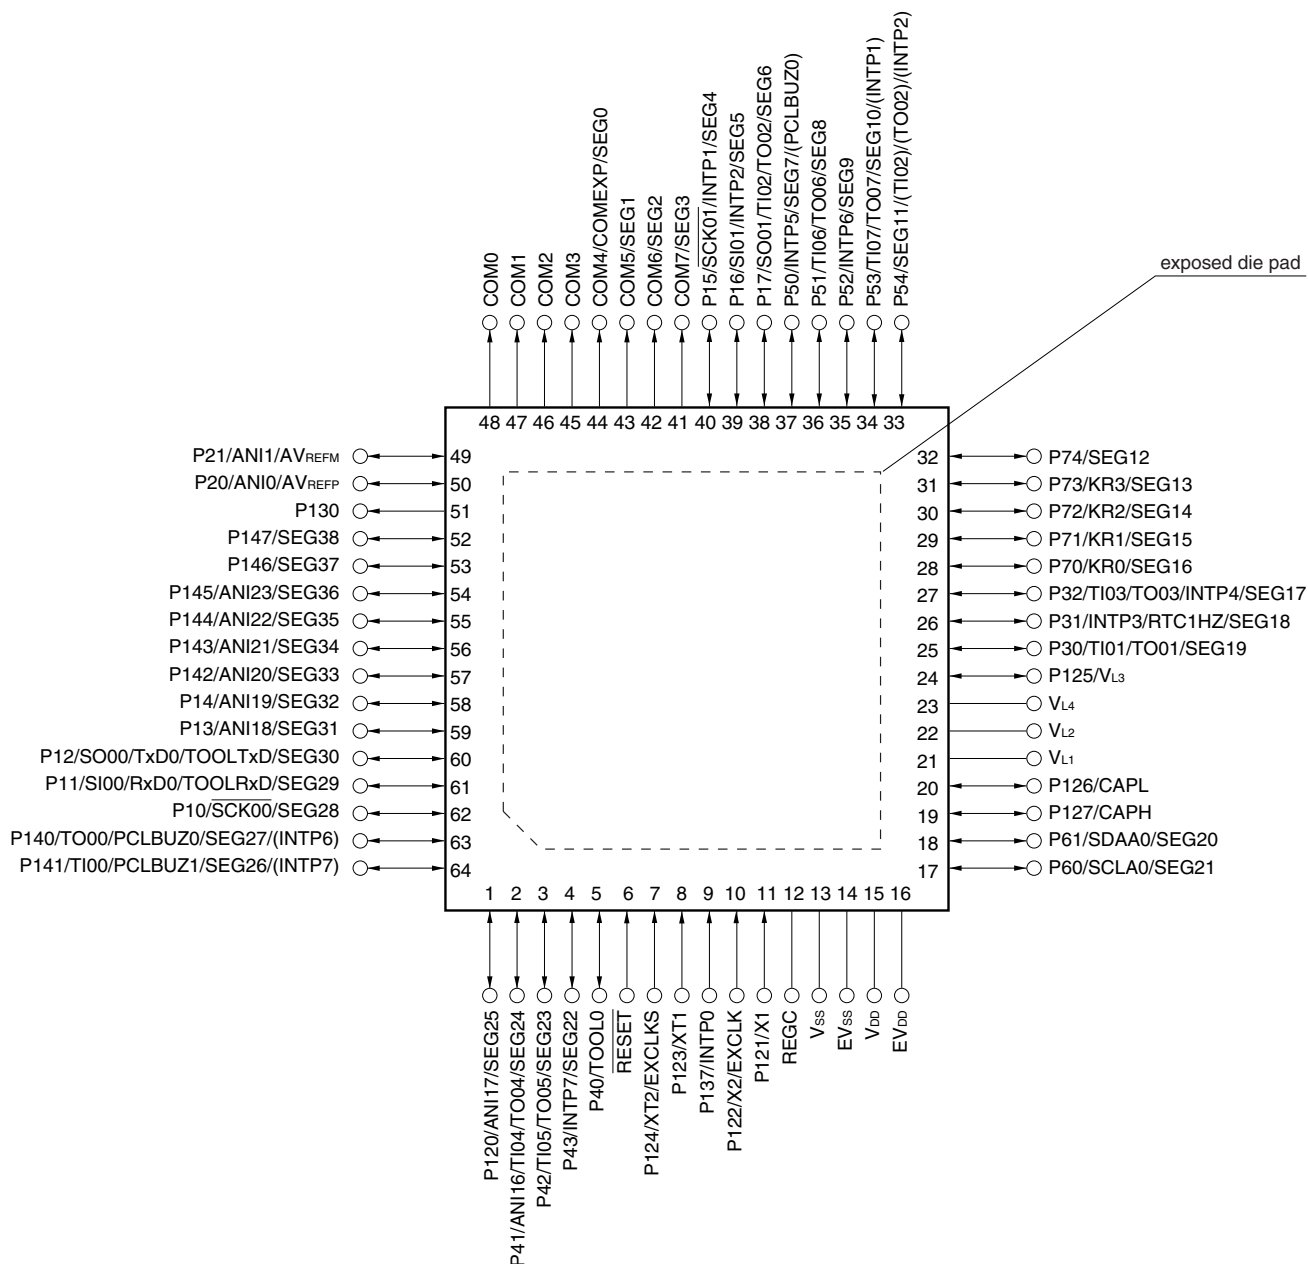 COM0
COM1
COM2
COM3
COM4/COMEXP/SEG0
COM5/SEG1
COM6/SEG2
COM7/SEG3
P15/SCK01/INTP1/SEG4
P16/SI01/INTP2/SEG5
P17/SO01/TI02/TO02/SEG6
P50/INTP5/SEG7/(PCLBUZ0)
P51/TI06/TO06/SEG8
P52/INTP6/SEG9
P53/TI07/TO07/SEG10/(INTP1)
P54/SEG11/(TI02)/(TO02)/(INTP2)
exposed die pad
48 47 46 45 44 43 42 41 40 39 38 37 36 35 34 33
P21/ANI1/AVREFM 49
P20/ANI0/AVREFP 50
P130 51
P147/SEG38 52
P146/SEG37 53
P145/ANI23/SEG36 54
P144/ANI22/SEG35 55
P143/ANI21/SEG34 56
P142/ANI20/SEG33 57
P14/ANI19/SEG32 58
P13/ANI18/SEG31 59
P12/SO00/TxD0/TOOLTxD/SEG30 60
P11/SI00/RxD0/TOOLRxD/SEG29 61
P10/SCK00/SEG28 62
P140/TO00/PCLBUZ0/SEG27/(INTP6) 63
P141/TI00/PCLBUZ1/SEG26/(INTP7) 64
32 P74/SEG12
31 P73/KR3/SEG13
30 P72/KR2/SEG14
29 P71/KR1/SEG15
28 P70/KR0/SEG16
27 P32/TI03/TO03/INTP4/SEG17
26 P31/INTP3/RTC1HZ/SEG18
25 P30/TI01/TO01/SEG19
24 P125/VL3
23 VL4
22 VL2
21 VL1
20 P126/CAPL
19 P127/CAPH
18 P61/SDAA0/SEG20
17 P60/SCLA0/SEG21
1 2 3 4 5 6 7 8 9 10 11 12 13 14 15 16
P120/ANI17/SEG25
P41/ANI16/TI04/TO04/SEG24
P42/TI05/TO05/SEG23
P43/INTP7/SEG22
P40/TOOL0
RESET
P124/XT2/EXCLKS
P123/XT1
P137/INTP0
P122/X2/EXCLK
P121/X1
REGC
VSS
EVSS
VDD
EVDD